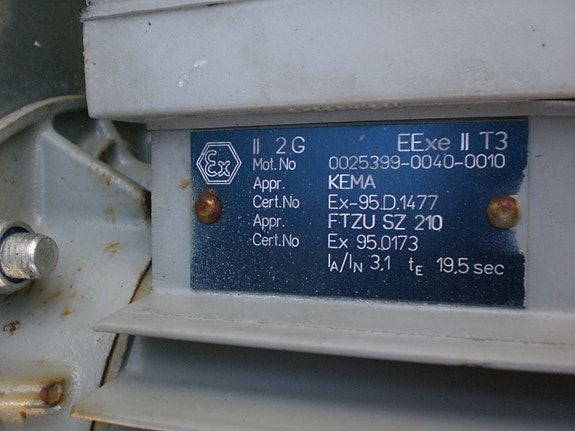 Ex II 2 G EExe II T3
Mot.No 0025399-0040-0010
Appr. KEMA
Cert.No Ex-95.D.1477
Appr. FTZU SZ 210
Cert.No Ex 95.0173
IA/IN 3,1 tE 19,5 sec